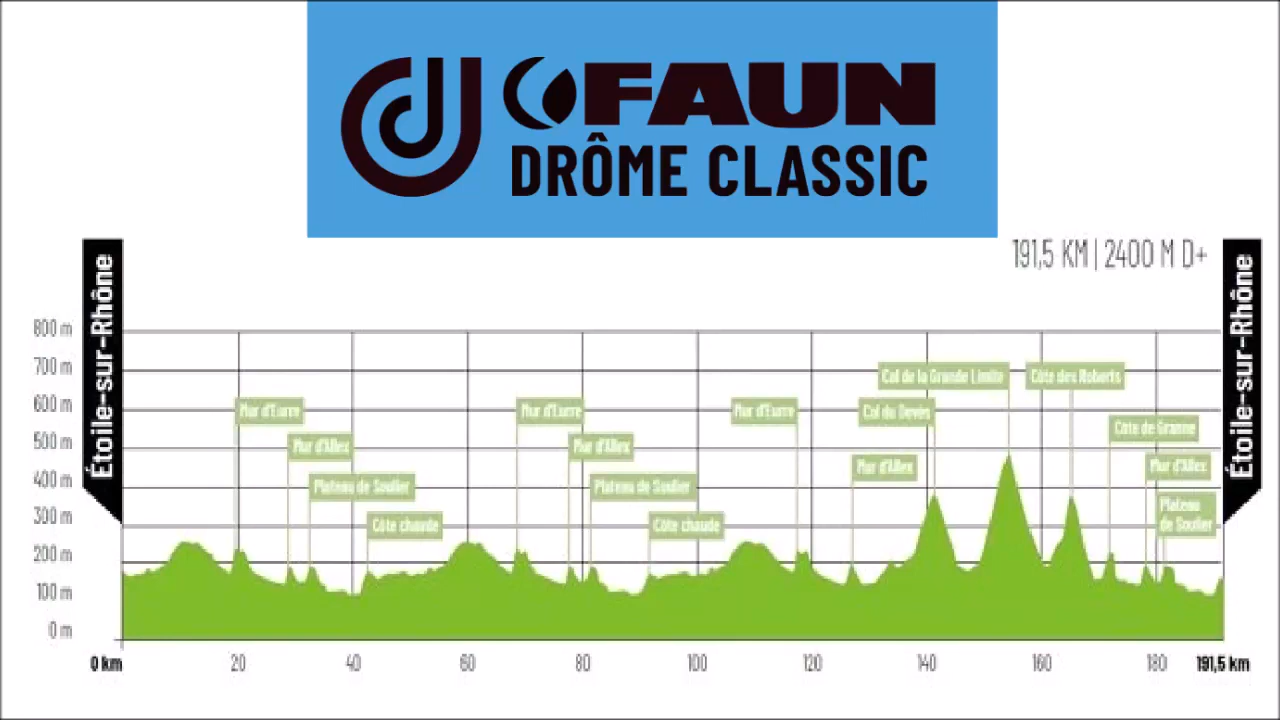 FAUN
DRÔME CLASSIC
191,5 KM | 2400 M D+
Étoile-sur-Rhône
Étoile-sur-Rhône
800 m
700 m
600 m
500 m
400 m
300 m
200 m
100 m
0 m
Mur d'Eurre
Mur d'Allex
Plateau de Soulier
Côte chaude
Mur d'Eurre
Mur d'Allex
Plateau de Soulier
Côte chaude
Mur d'Eurre
Mur d'Allex
Col du Devès
Col de la Grande Limite
Côte des Roberts
Côte de Granne
Mur d'Allex
Plateau
de Soulier
0 km
20
40
60
80
100
120
140
160
180
191,5 km